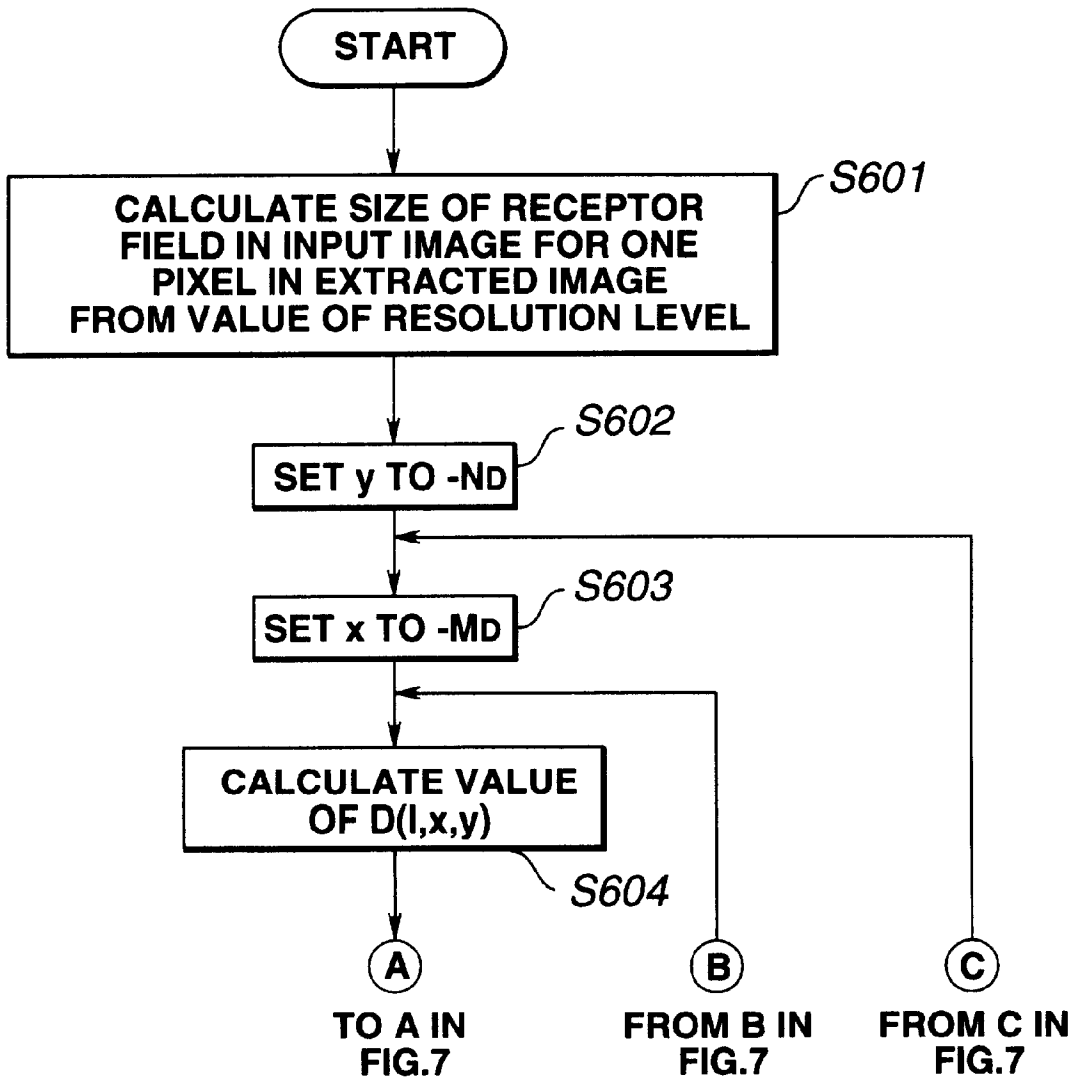 START
S601
CALCULATE SIZE OF RECEPTOR
FIELD IN INPUT IMAGE FOR ONE
PIXEL IN EXTRACTED IMAGE
FROM VALUE OF RESOLUTION LEVEL
S602
SET y TO -ND
S603
SET x TO -MD
CALCULATE VALUE
OF D(l,x,y)
S604
A
B
C
TO A IN
FIG.7
FROM B IN
FIG.7
FROM C IN
FIG.7